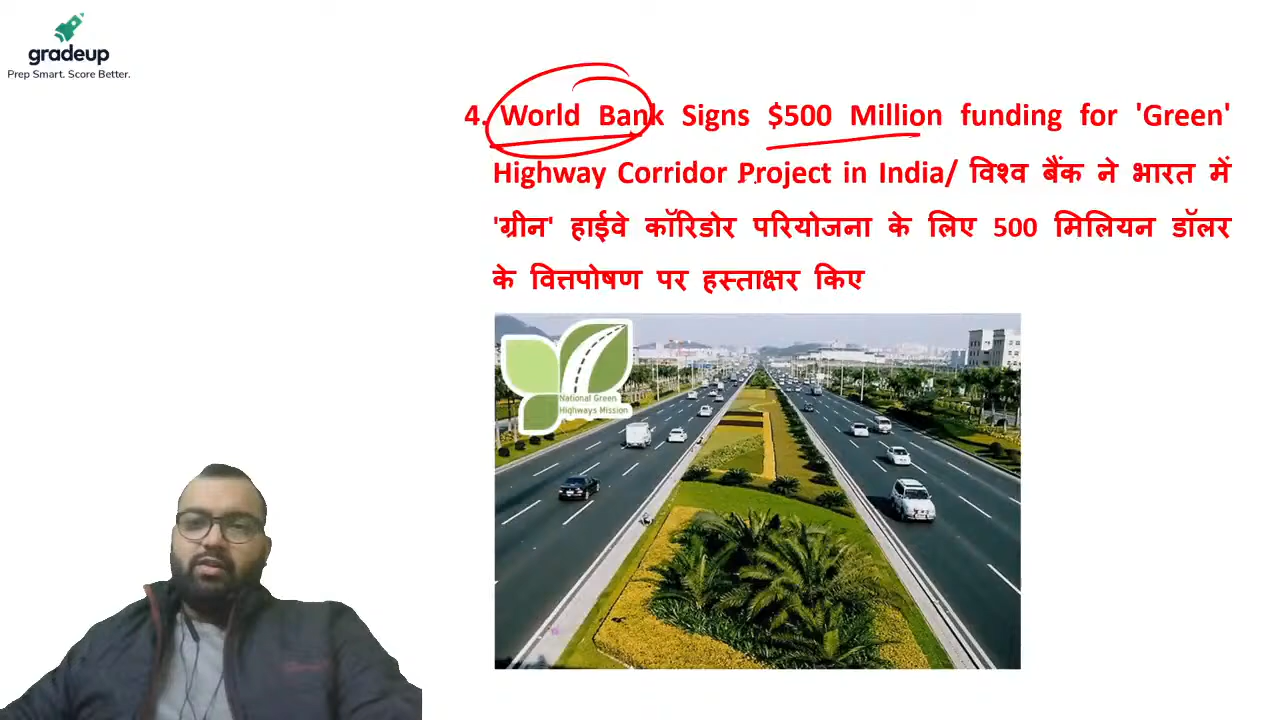 gradeup
Prep Smart. Score Better.
4. World Bank Signs $500 Million funding for 'Green'
Highway Corridor Project in India/ विश्व बैंक ने भारत में
'ग्रीन' हाईवे कॉरिडोर परियोजना के लिए 500 मिलियन डॉलर
के वित्तपोषण पर हस्ताक्षर किए
National Green
Highways Mission